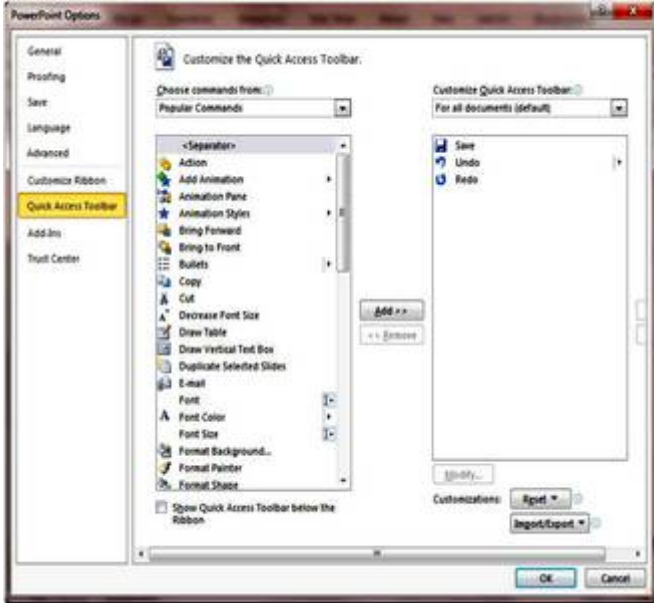 PowerPoint Options
General
Proofing
Save
Language
Advanced
Customize Ribbon
Quick Access Toolbar
Add-Ins
Trust Center
Customize the Quick Access Toolbar.
Choose commands from:
Popular Commands
<Separator>
Action
Add Animation
Animation Pane
Animation Styles
Bring Forward
Bring to Front
Bullets
Copy
Cut
Decrease Font Size
Draw Table
Draw Vertical Text Box
Duplicate Selected Slides
E-mail
Font
Font Color
Font Size
Format Background...
Format Painter
Format Shape
Show Quick Access Toolbar below the
Ribbon
Add >>
<< Remove
Customize Quick Access Toolbar:
For all documents (default)
Save
Undo
Redo
Modify...
Customizations: Reset
Import/Export
OK Cancel